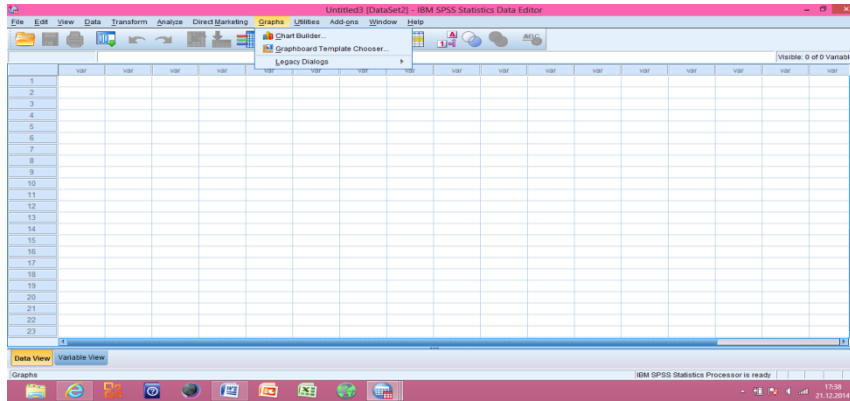 Untitled3 [DataSet2] - IBM SPSS Statistics Data Editor
File Edit View Data Transform Analyze Direct Marketing Graphs Utilities Add-ons Window Help
Chart Builder...
Graphboard Template Chooser...
Legacy Dialogs
Visible: 0 of 0 Variabl
var var var var var var var var var var var var var var var
1
2
3
4
5
6
7
8
9
10
11
12
13
14
15
16
17
18
19
20
21
22
23
Data View Variable View
Graphs IBM SPSS Statistics Processor is ready
17:38
21.12.2014